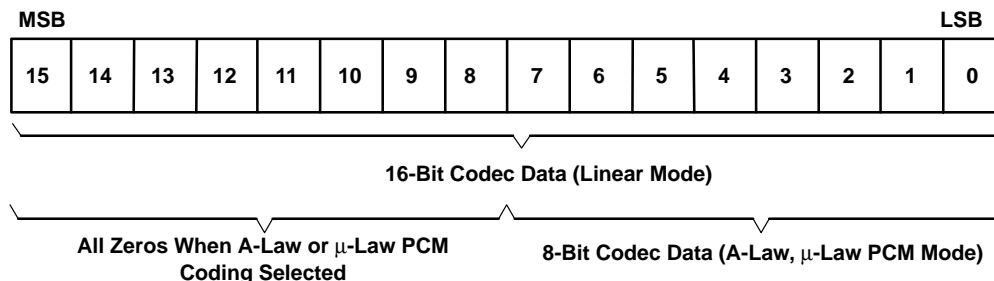 MSB LSB
15 14 13 12 11 10 9 8 7 6 5 4 3 2 1 0
16-Bit Codec Data (Linear Mode)
All Zeros When A-Law or μ-Law PCM
Coding Selected
8-Bit Codec Data (A-Law, μ-Law PCM Mode)